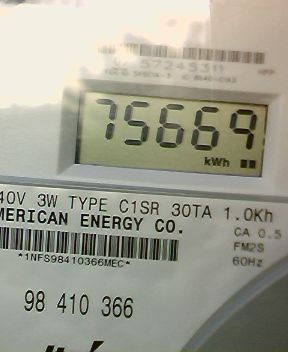 57245311
75669
kWh
40V 3W TYPE C1SR 30TA 1.0Kh
MERICAN ENERGY CO.
CA 0.5
FM2S
*1NFS98410366MEC*
60Hz
98 410 366